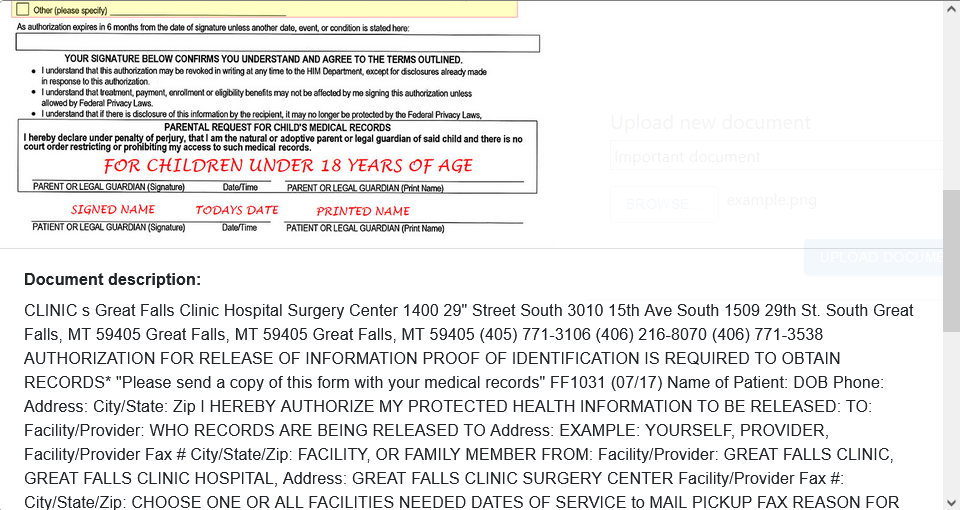 Other (please specify)
As authorization expires in 6 months from the date of signature unless another date, event, or condition is stated here:
YOUR SIGNATURE BELOW CONFIRMS YOU UNDERSTAND AND AGREE TO THE TERMS OUTLINED.
• I understand that this authorization may be revoked in writing at any time to the HIM Department, except for disclosures already made
in response to this authorization.
• I understand that treatment, payment, enrollment or eligibility benefits may not be affected by me signing this authorization unless
allowed by Federal Privacy Laws.
• I understand that if there is disclosure of this information by the recipient, it may no longer be protected by the Federal Privacy Laws,
PARENTAL REQUEST FOR CHILD'S MEDICAL RECORDS
I hereby declare under penalty of perjury, that I am the natural or adoptive parent or legal guardian of said child and there is no
court order restricting or prohibiting my access to such medical records.
FOR CHILDREN UNDER 18 YEARS OF AGE
PARENT OR LEGAL GUARDIAN (Signature) Date/Time PARENT OR LEGAL GUARDIAN (Print Name)
SIGNED NAME TODAYS DATE PRINTED NAME
PATIENT OR LEGAL GUARDIAN (Signature) Date/Time PATIENT OR LEGAL GUARDIAN (Print Name)
Upload new document
Important document
BROWSE example.png
UPLOAD DOCUME
Document description:
CLINIC s Great Falls Clinic Hospital Surgery Center 1400 29" Street South 3010 15th Ave South 1509 29th St. South Great
Falls, MT 59405 Great Falls, MT 59405 Great Falls, MT 59405 (405) 771-3106 (406) 216-8070 (406) 771-3538
AUTHORIZATION FOR RELEASE OF INFORMATION PROOF OF IDENTIFICATION IS REQUIRED TO OBTAIN
RECORDS* "Please send a copy of this form with your medical records" FF1031 (07/17) Name of Patient: DOB Phone:
Address: City/State: Zip I HEREBY AUTHORIZE MY PROTECTED HEALTH INFORMATION TO BE RELEASED: TO:
Facility/Provider: WHO RECORDS ARE BEING RELEASED TO Address: EXAMPLE: YOURSELF, PROVIDER,
Facility/Provider Fax # City/State/Zip: FACILITY, OR FAMILY MEMBER FROM: Facility/Provider: GREAT FALLS CLINIC,
GREAT FALLS CLINIC HOSPITAL, Address: GREAT FALLS CLINIC SURGERY CENTER Facility/Provider Fax #:
City/State/Zip: CHOOSE ONE OR ALL FACILITIES NEEDED DATES OF SERVICE to MAIL PICKUP FAX REASON FOR